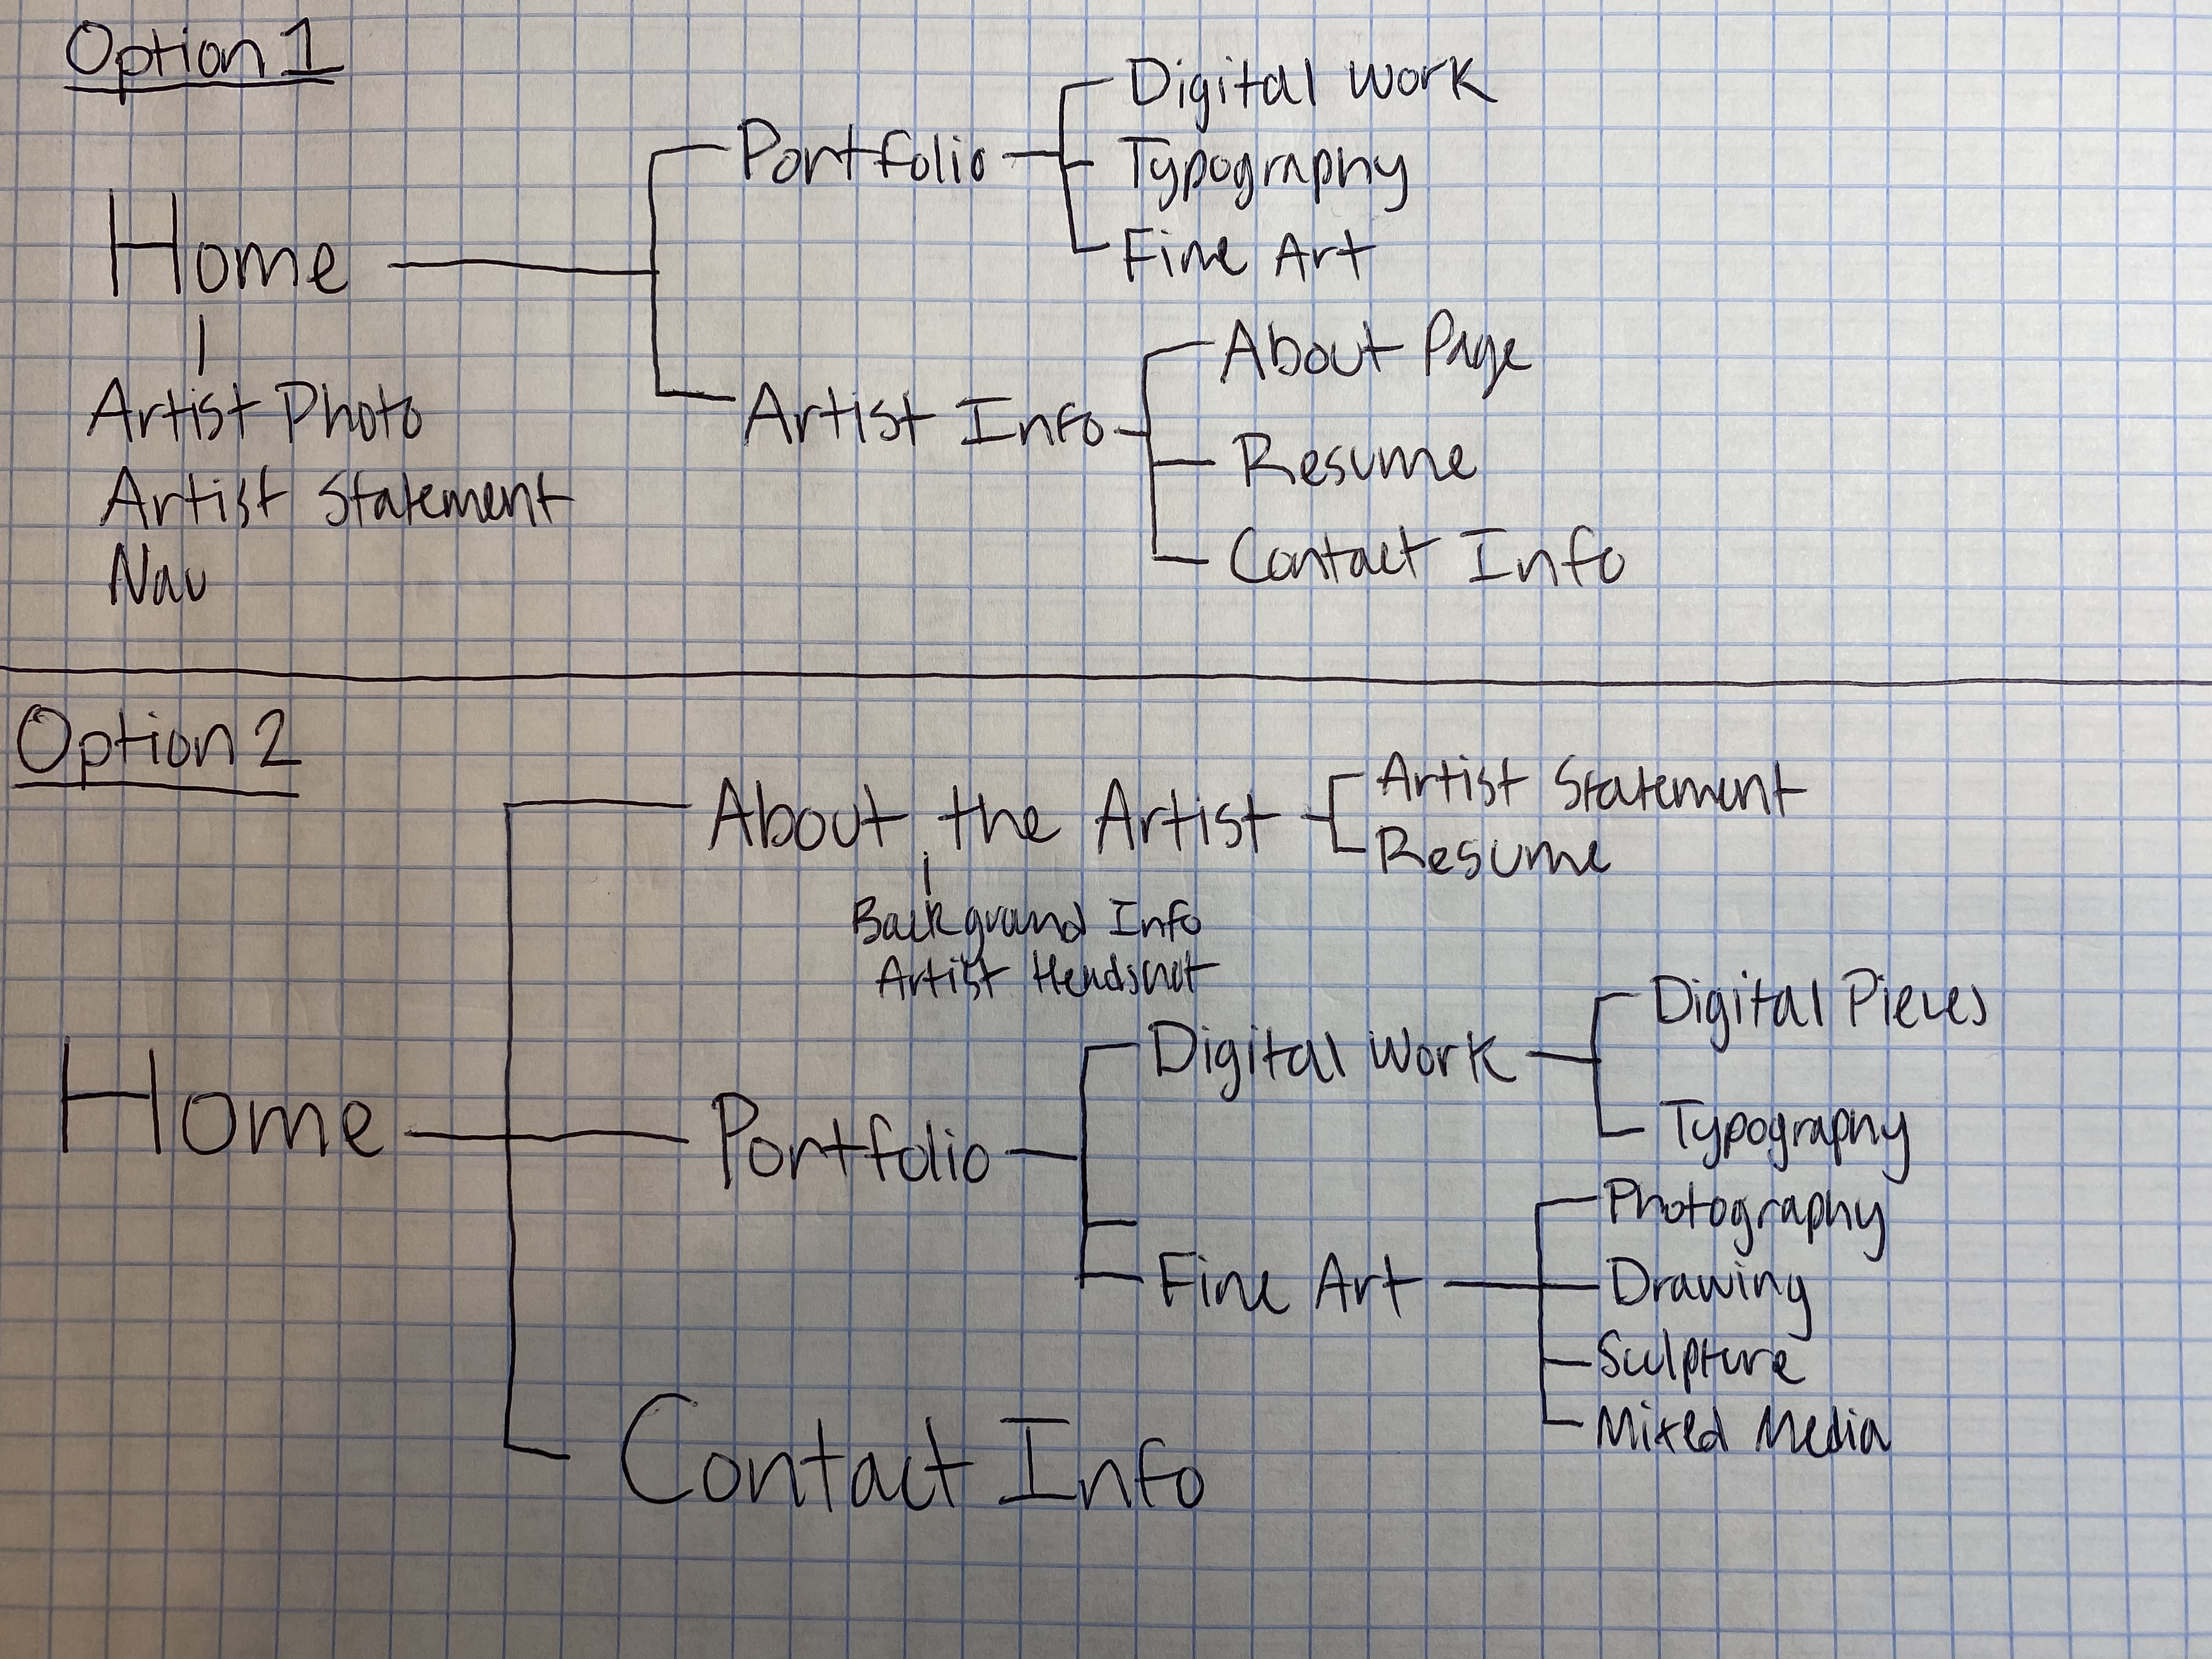 Option 1
Home
Artist Photo
Artist Statement
Nav
Portfolio
Digital Work
Typography
Fine Art
Artist Info
About Page
Resume
Contact Info
Option 2
Home
About the Artist
Background Info
Artist Headshot
Artist Statement
Resume
Portfolio
Digital Work
Digital Pieces
Typography
Fine Art
Photography
Drawing
Sculpture
Mixed Media
Contact Info